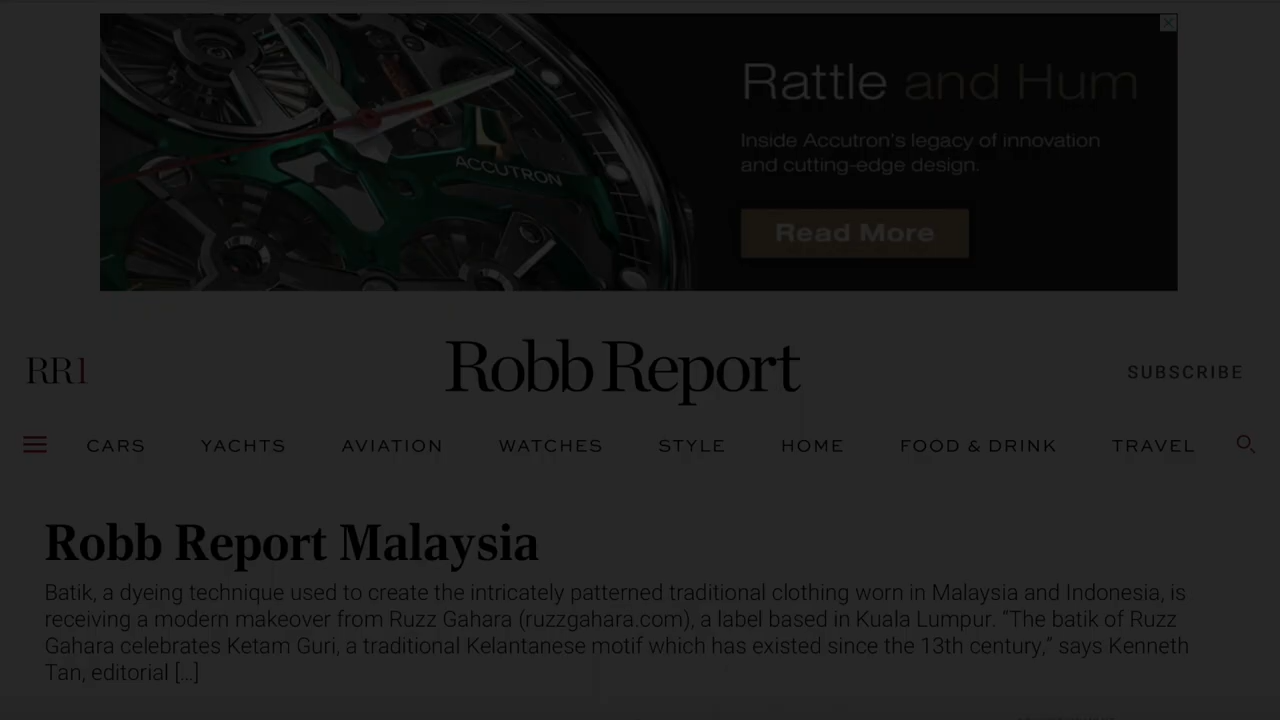 Rattle and Hum
Inside Accutron's legacy of innovation
and cutting-edge design.
ACCUTRON
Read More
RR1
Robb Report
SUBSCRIBE
CARS YACHTS AVIATION WATCHES STYLE HOME FOOD & DRINK TRAVEL
Robb Report Malaysia
Batik, a dyeing technique used to create the intricately patterned traditional clothing worn in Malaysia and Indonesia, is
receiving a modern makeover from Ruzz Gahara (ruzzgahara.com), a label based in Kuala Lumpur. “The batik of Ruzz
Gahara celebrates Ketam Guri, a traditional Kelantanese motif which has existed since the 13th century,” says Kenneth
Tan, editorial [...]